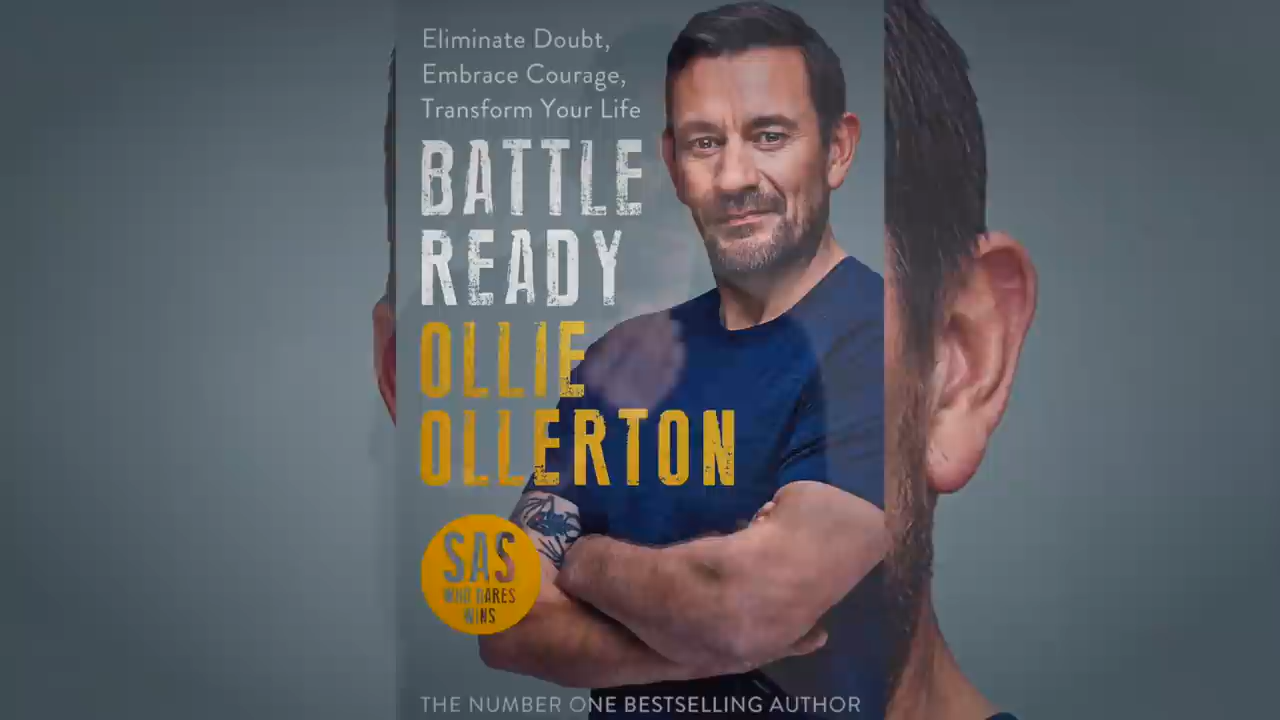 Eliminate Doubt,
Embrace Courage,
Transform Your Life
BATTLE
READY
OLLIE
OLLERTON
SAS
WHO DARES
WINS
THE NUMBER ONE BESTSELLING AUTHOR